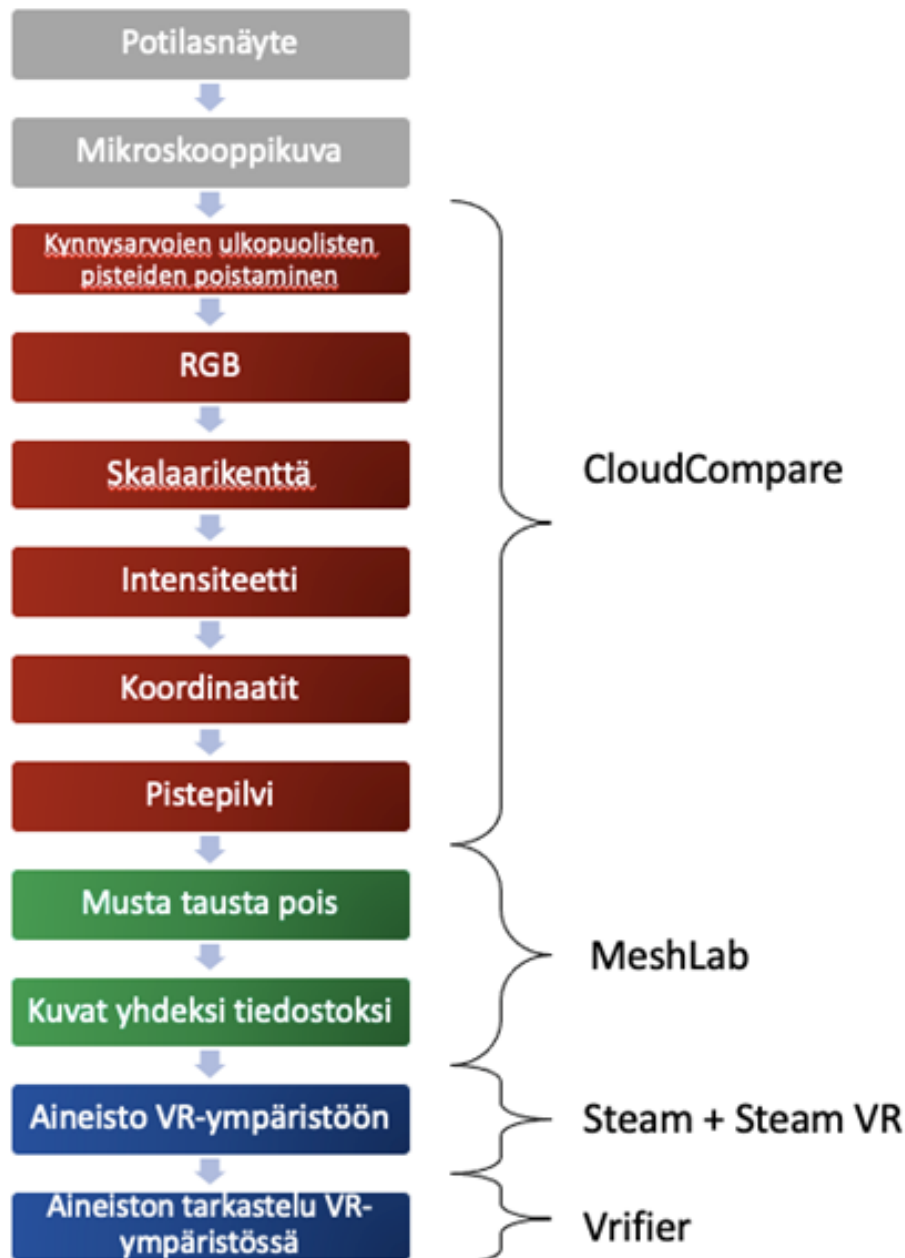 Potilasnäyte
Mikroskooppikuva
Kynnysarvojen ulkopuolisten
pisteiden poistaminen
RGB
Skalaarikenttä
CloudCompare
Intensiteetti
Koordinaatit
Pistepilvi
Musta tausta pois
MeshLab
Kuvat yhdeksi tiedostoksi
Aineisto VR-ympäristöön
Steam + Steam VR
Aineiston tarkastelu VR-
ympäristössä
Vrifier